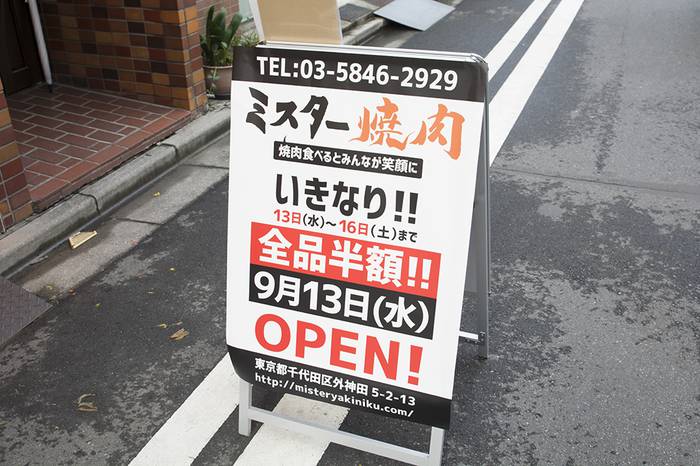 TEL:03-5846-2929
ミスター焼肉
焼肉食べるとみんなが笑顔に
いきなり!!
13日(水)～16日(土)まで
全品半額!!
9月13日(水)
OPEN!
東京都千代田区外神田 5-2-13
http://misteryakiniku.com/